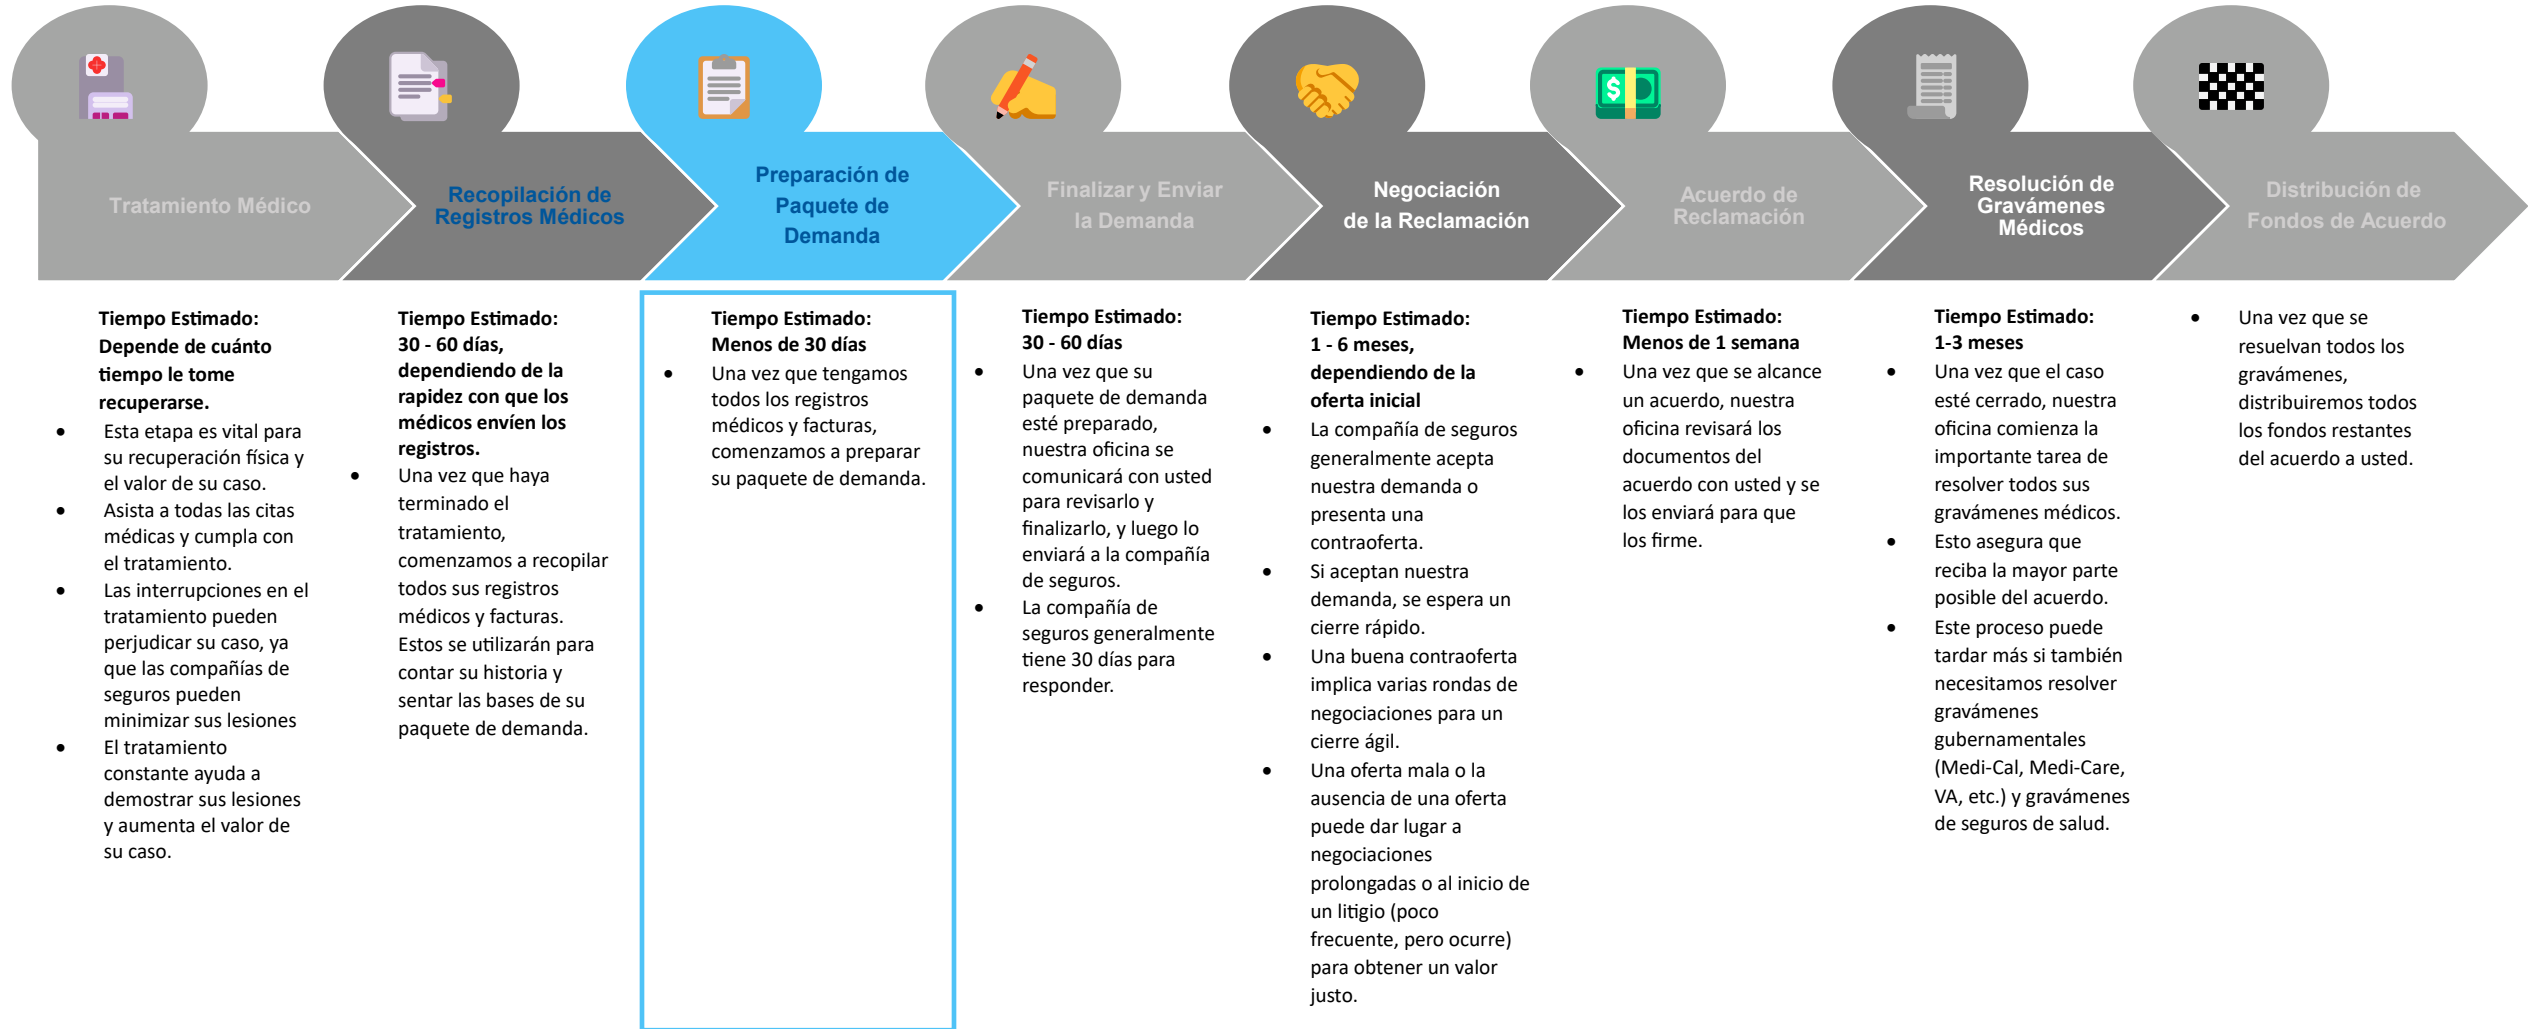 Tratamiento Médico
Recopilación de
Registros Médicos
Preparación de
Paquete de
Demanda
Finalizar y Enviar
la Demanda
Negociación
de la Reclamación
Acuerdo de
Reclamación
Resolución de
Gravámenes
Médicos
Distribución de
Fondos de Acuerdo
Tiempo Estimado:
Depende de cuánto
tiempo le tome
recuperarse.
• Esta etapa es vital para
su recuperación física y
el valor de su caso.
• Asista a todas las citas
médicas y cumpla con
el tratamiento.
• Las interrupciones en el
tratamiento pueden
perjudicar su caso, ya
que las compañías de
seguros pueden
minimizar sus lesiones
• El tratamiento
constante ayuda a
demostrar sus lesiones
y aumenta el valor de
su caso.
Tiempo Estimado:
30 - 60 días,
dependiendo de la
rapidez con que los
médicos envíen los
registros.
• Una vez que haya
terminado el
tratamiento,
comenzamos a recopilar
todos sus registros
médicos y facturas.
Estos se utilizarán para
contar su historia y
sentar las bases de su
paquete de demanda.
Tiempo Estimado:
Menos de 30 días
• Una vez que tengamos
todos los registros
médicos y facturas,
comenzamos a preparar
su paquete de demanda.
Tiempo Estimado:
30 - 60 días
• Una vez que su
paquete de demanda
esté preparado,
nuestra oficina se
comunicará con usted
para revisarlo y
finalizarlo, y luego lo
enviará a la compañía
de seguros.
• La compañía de
seguros generalmente
tiene 30 días para
responder.
Tiempo Estimado:
1 - 6 meses,
dependiendo de la
oferta inicial
• La compañía de seguros
generalmente acepta
nuestra demanda o
presenta una
contraoferta.
• Si aceptan nuestra
demanda, se espera un
cierre rápido.
• Una buena contraoferta
implica varias rondas de
negociaciones para un
cierre ágil.
• Una oferta mala o la
ausencia de una oferta
puede dar lugar a
negociaciones
prolongadas o al inicio de
un litigio (poco
frecuente, pero ocurre)
para obtener un valor
justo.
Tiempo Estimado:
Menos de 1 semana
• Una vez que se alcance
un acuerdo, nuestra
oficina revisará los
documentos del
acuerdo con usted y se
los enviará para que
los firme.
Tiempo Estimado:
1-3 meses
• Una vez que el caso
esté cerrado, nuestra
oficina comienza la
importante tarea de
resolver todos sus
gravámenes médicos.
• Esto asegura que
reciba la mayor parte
posible del acuerdo.
• Este proceso puede
tardar más si también
necesitamos resolver
gravámenes
gubernamentales
(Medi-Cal, Medi-Care,
VA, etc.) y gravámenes
de seguros de salud.
• Una vez que se
resuelvan todos los
gravámenes,
distribuiremos todos
los fondos restantes
del acuerdo a usted.